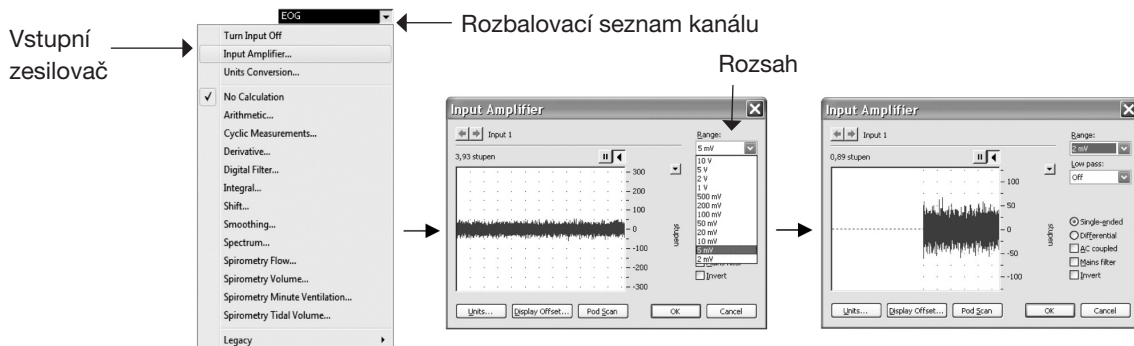 EOG
Rozbalovací seznam kanálu
Vstupní
zesilovač
Rozsah
Turn Input Off
Input Amplifier...
Units Conversion...
No Calculation
Arithmetic...
Cyclic Measurements...
Derivative...
Digital Filter...
Integral...
Shift...
Smoothing...
Spectrum...
Spirometry Flow...
Spirometry Volume...
Spirometry Minute Ventilation...
Spirometry Tidal Volume...
Legacy
Input Amplifier
Input 1
Range:
5 mV
3,93 stupen
10 V
5 V
2 V
1 V
500 mV
200 mV
100 mV
50 mV
20 mV
10 mV
5 mV
2 mV
300
200
100
0
-100
-200
-300
stupen
Invert
Units...
Display Offset...
Pod Scan
OK
Cancel
Input Amplifier
Input 1
Range:
2 mV
0,89 stupen
Low pass:
Off
100
50
0
-50
-100
stupen
Single-ended
Differential
AC coupled
Mains filter
Invert
Units...
Display Offset...
Pod Scan
OK
Cancel